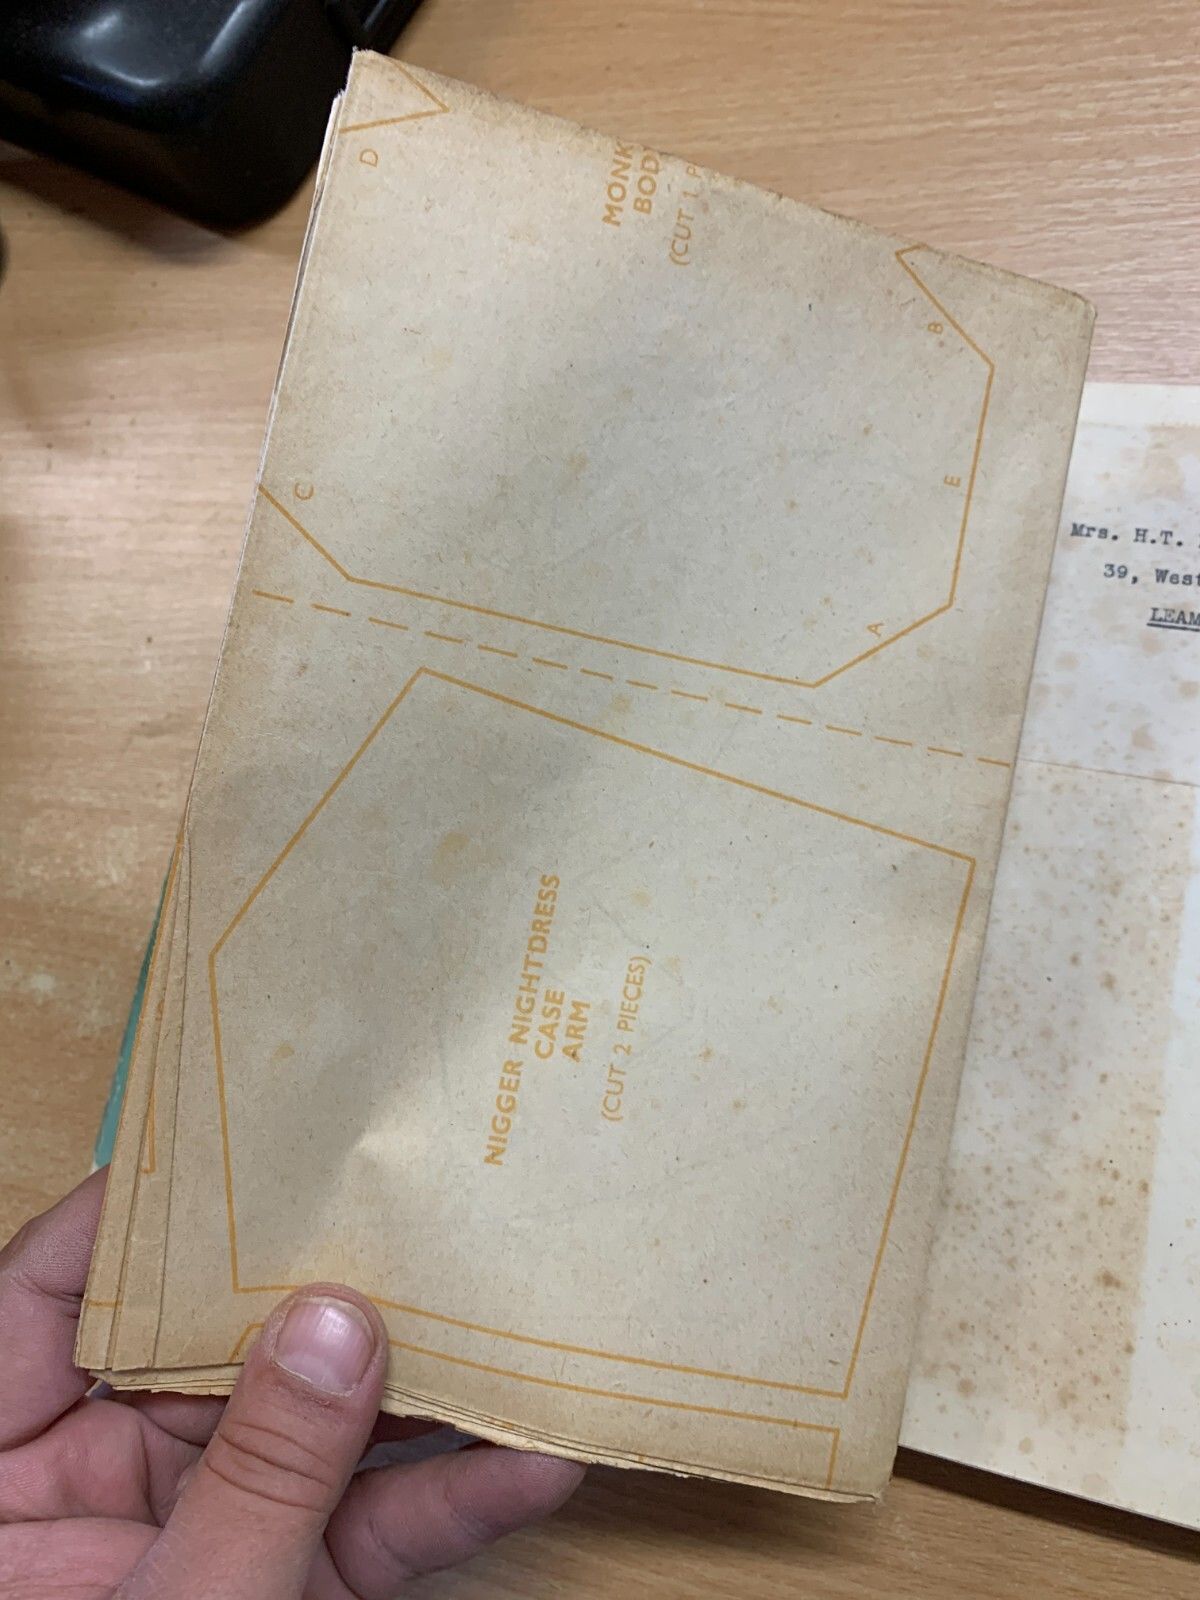 D
MONK
BOD
(CUT 1 P
B
C
E
A
NIGGER NIGHTDRESS
CASE
ARM
(CUT 2 PIECES)
Mrs. H.T.
39, West
LEAM